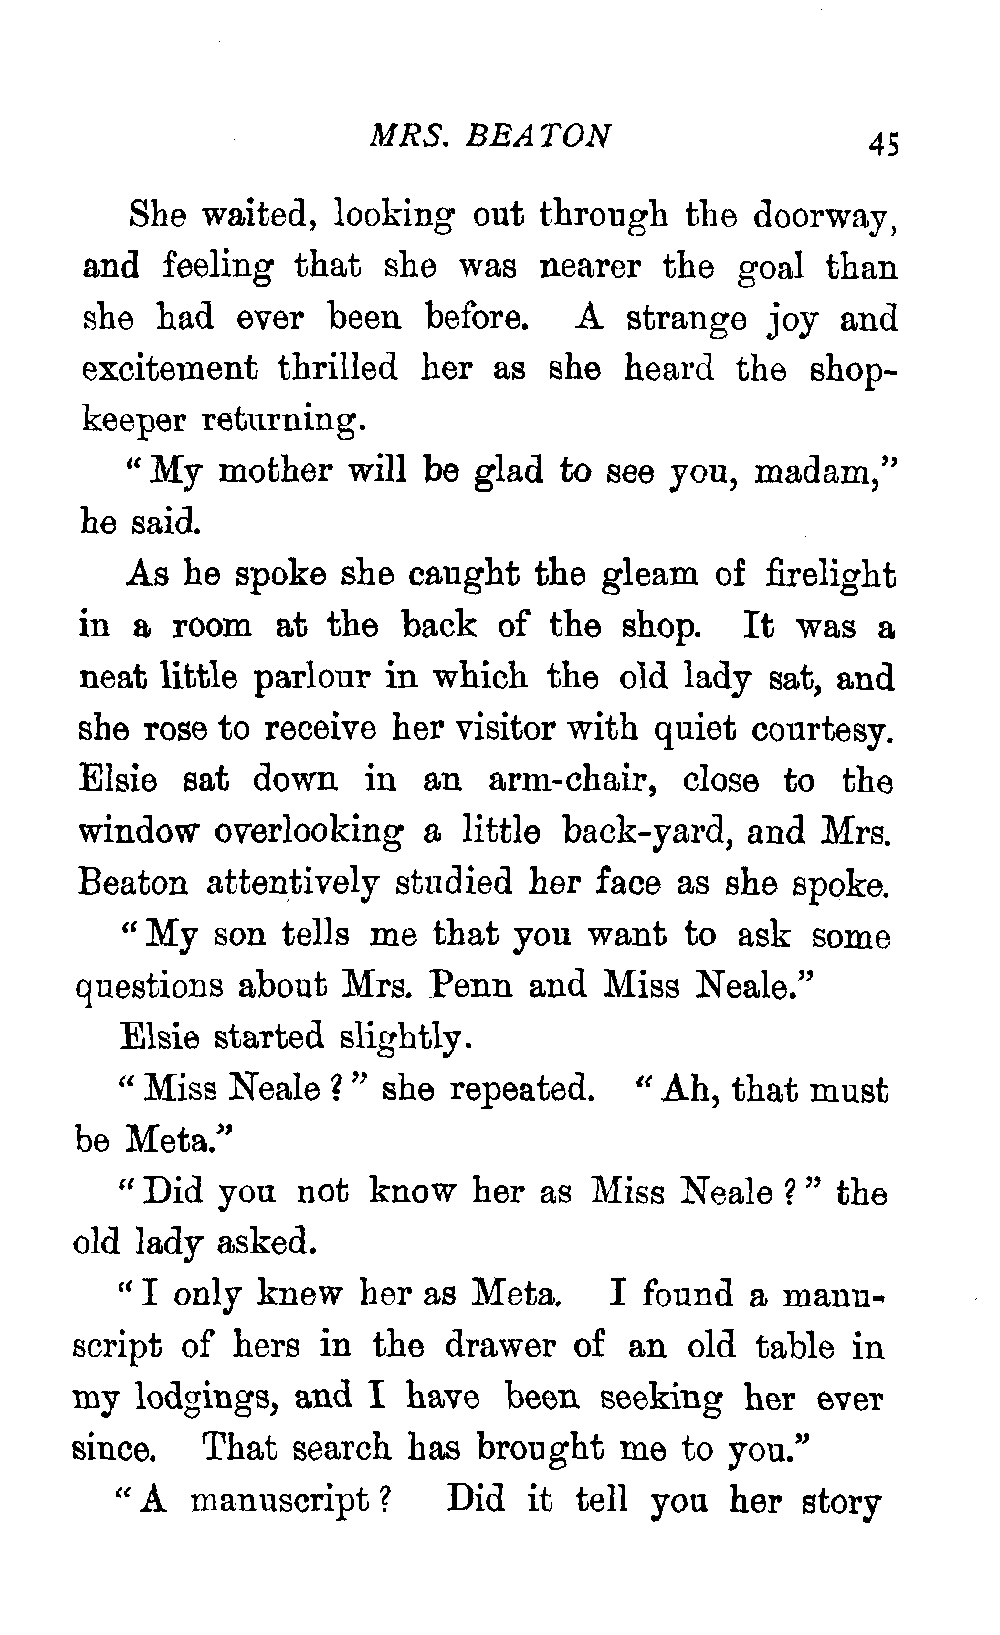 MRS. BEATON 45
She waited, looking out through the doorway,
and feeling that she was nearer the goal than
she had ever been before. A strange joy and
excitement thrilled her as she heard the shop-
keeper returning.
“My mother will be glad to see you, madam,”
he said.
As he spoke she caught the gleam of firelight
in a room at the back of the shop. It was a
neat little parlour in which the old lady sat, and
she rose to receive her visitor with quiet courtesy.
Elsie sat down in an arm-chair, close to the
window overlooking a little back-yard, and Mrs.
Beaton attentively studied her face as she spoke.
“My son tells me that you want to ask some
questions about Mrs. Penn and Miss Neale.”
Elsie started slightly.
“Miss Neale?” she repeated. “Ah, that must
be Meta.”
“Did you not know her as Miss Neale?” the
old lady asked.
“I only knew her as Meta. I found a manu-
script of hers in the drawer of an old table in
my lodgings, and I have been seeking her ever
since. That search has brought me to you.”
“A manuscript? Did it tell you her story